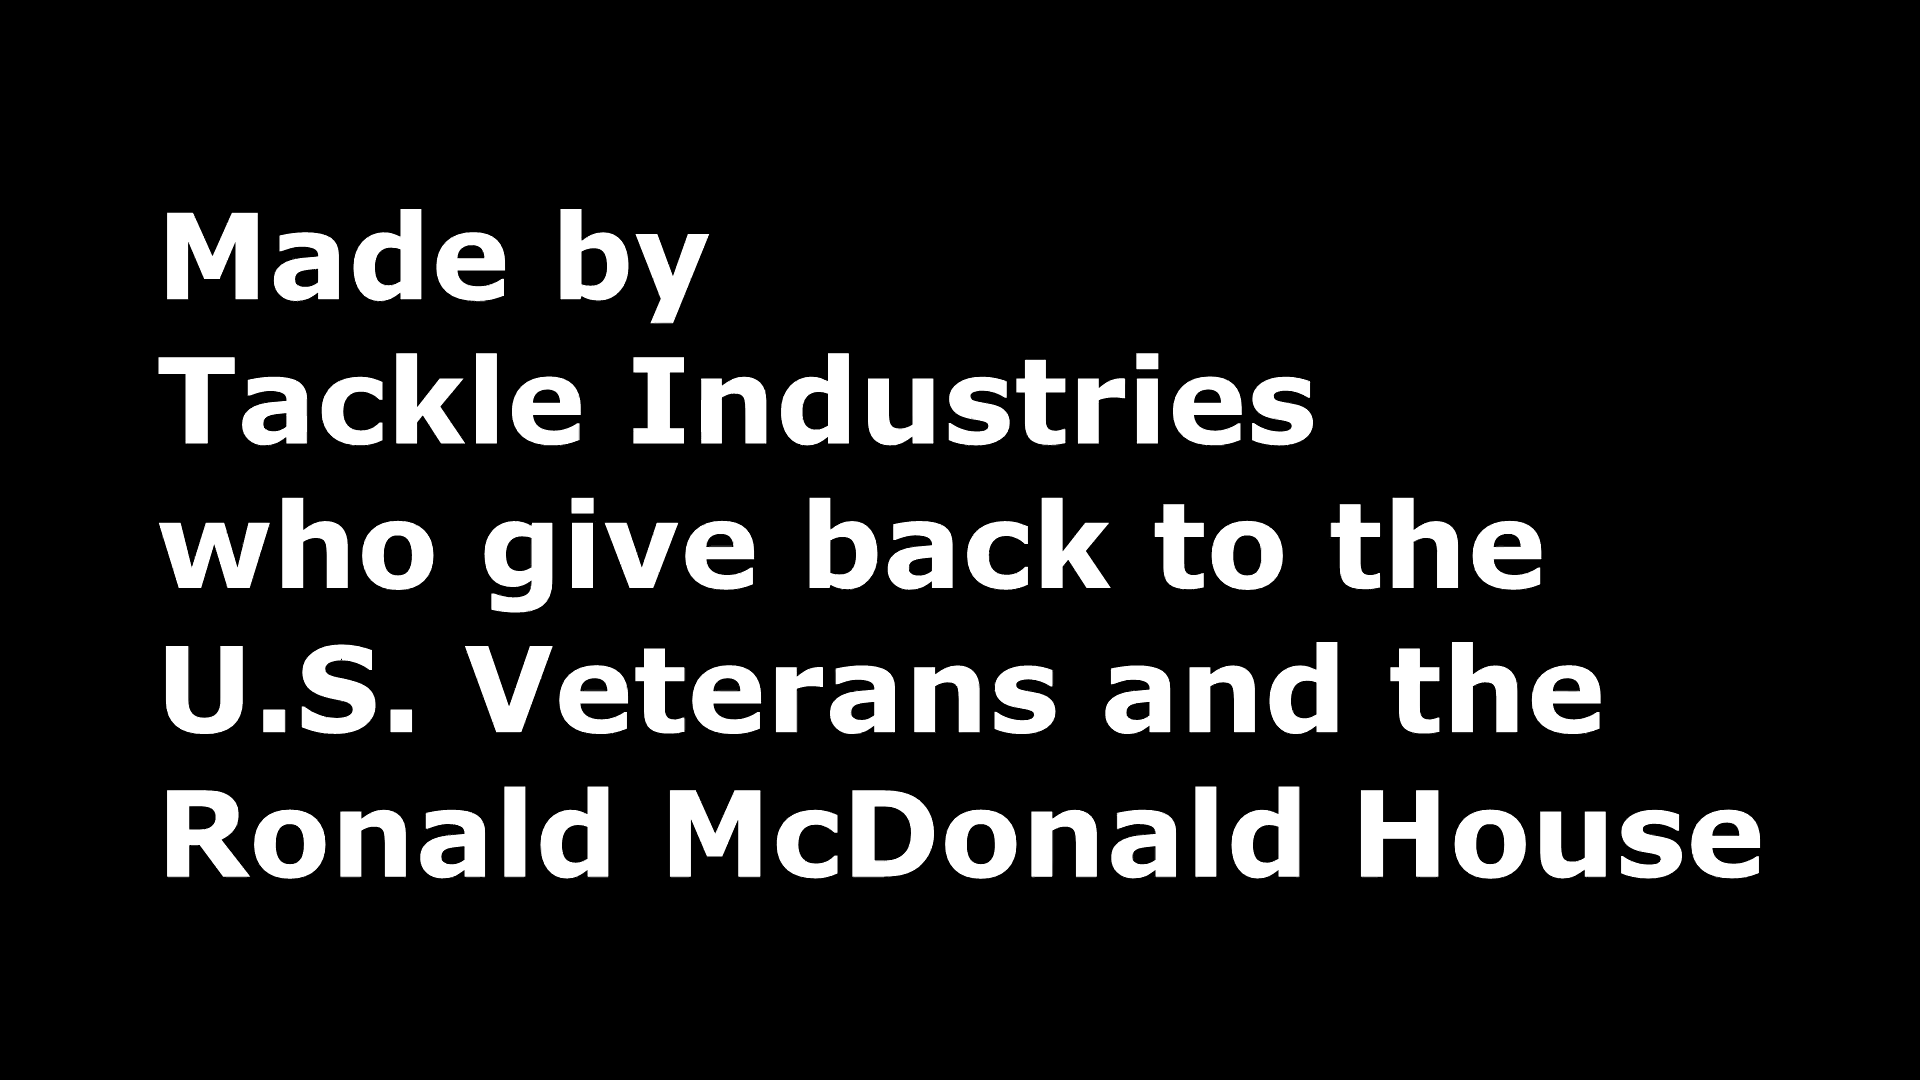 Made by
Tackle Industries
who give back to the
U.S. Veterans and the
Ronald McDonald House